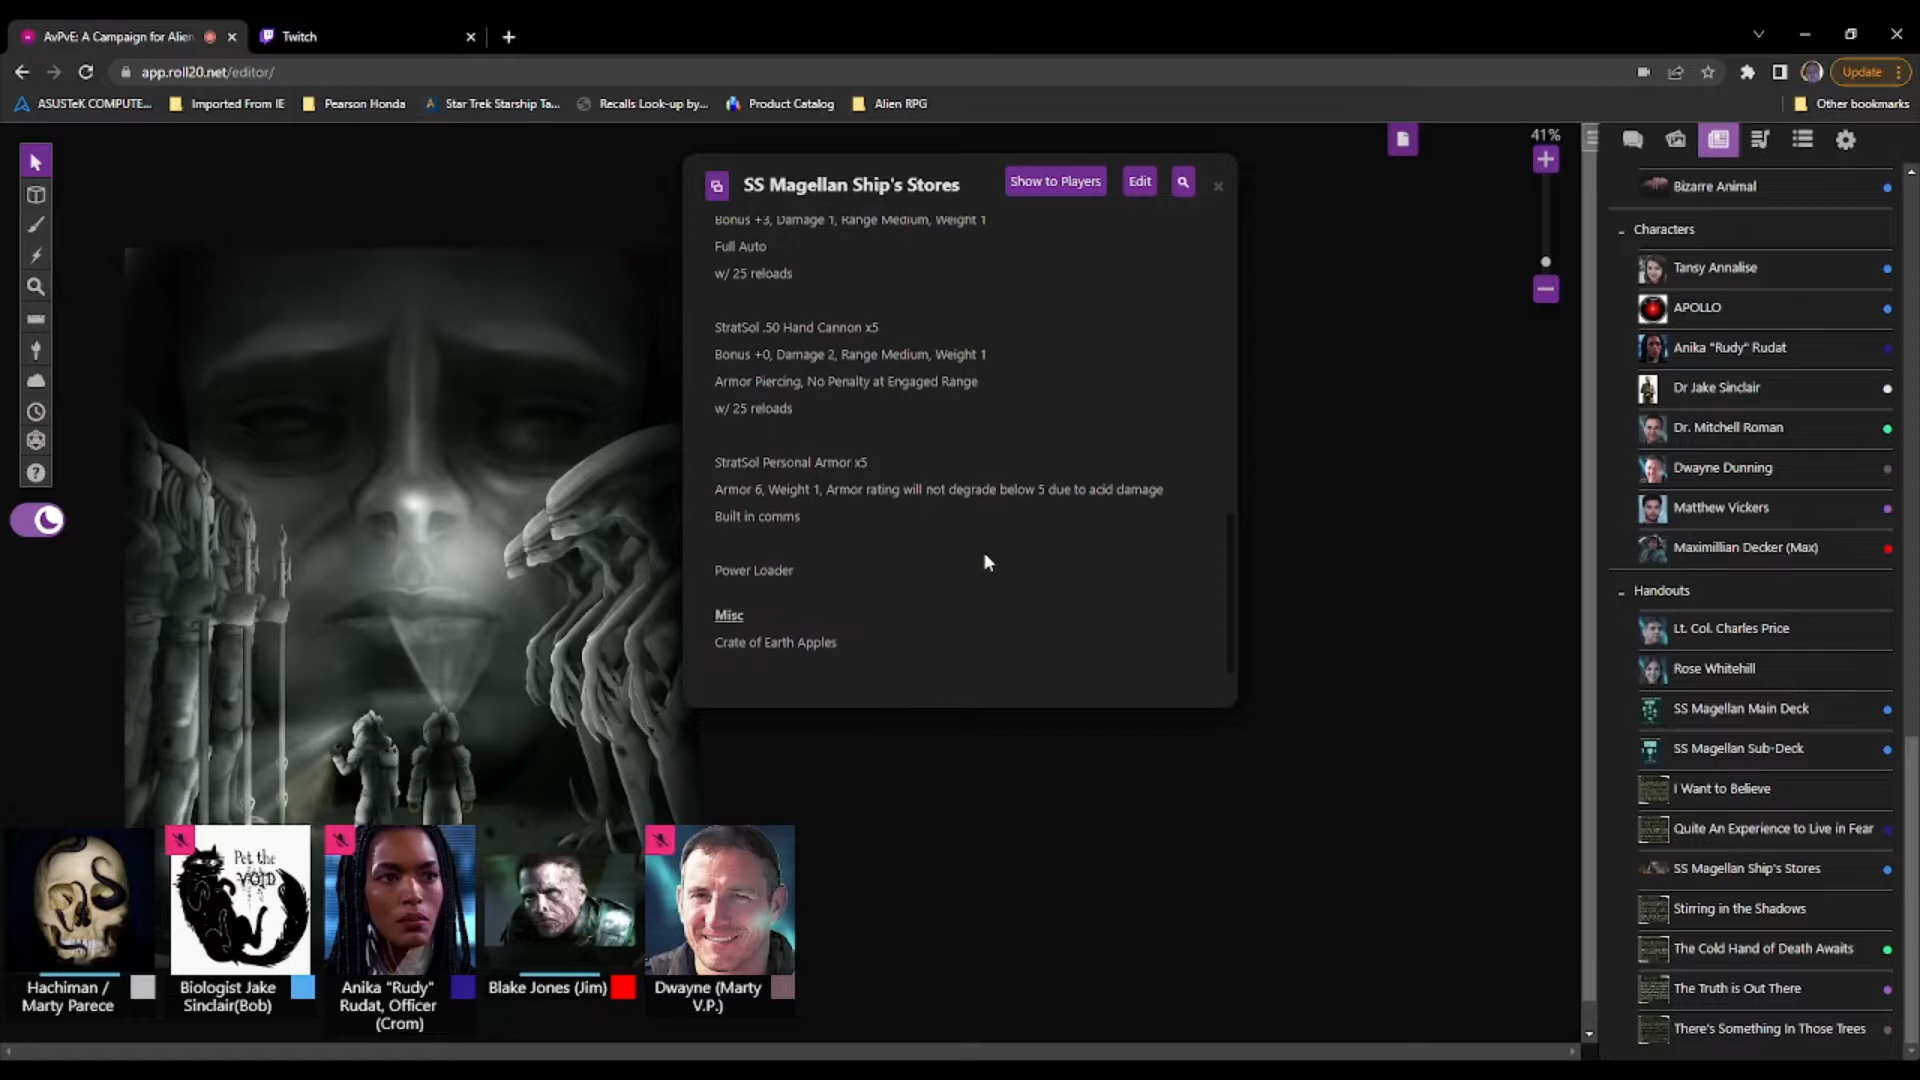 AvPvE: A Campaign for Alien
Twitch
app.roll20.net/editor/
Update
ASUSTeK COMPUTE...
Imported From IE
Pearson Honda
Star Trek Starship Ta...
Recalls Look-up by...
Product Catalog
Alien RPG
Other bookmarks
41%
SS Magellan Ship's Stores
Show to Players
Edit
Bonus +3, Damage 1, Range Medium, Weight 1
Full Auto
w/ 25 reloads
StratSol .50 Hand Cannon x5
Bonus +0, Damage 2, Range Medium, Weight 1
Armor Piercing, No Penalty at Engaged Range
w/ 25 reloads
StratSol Personal Armor x5
Armor 6, Weight 1, Armor rating will not degrade below 5 due to acid damage
Built in comms
Power Loader
Misc
Crate of Earth Apples
Bizarre Animal
Characters
Tansy Annalise
APOLLO
Anika "Rudy" Rudat
Dr Jake Sinclair
Dr. Mitchell Roman
Dwayne Dunning
Matthew Vickers
Maximillian Decker (Max)
Handouts
Lt. Col. Charles Price
Rose Whitehill
SS Magellan Main Deck
SS Magellan Sub-Deck
I Want to Believe
Quite An Experience to Live in Fear
SS Magellan Ship's Stores
Stirring in the Shadows
The Cold Hand of Death Awaits
The Truth is Out There
There's Something In Those Trees
Pet the
VOID
Hachiman /
Marty Parece
Biologist Jake
Sinclair(Bob)
Anika "Rudy"
Rudat, Officer
(Crom)
Blake Jones (Jim)
Dwayne (Marty
V.P.)